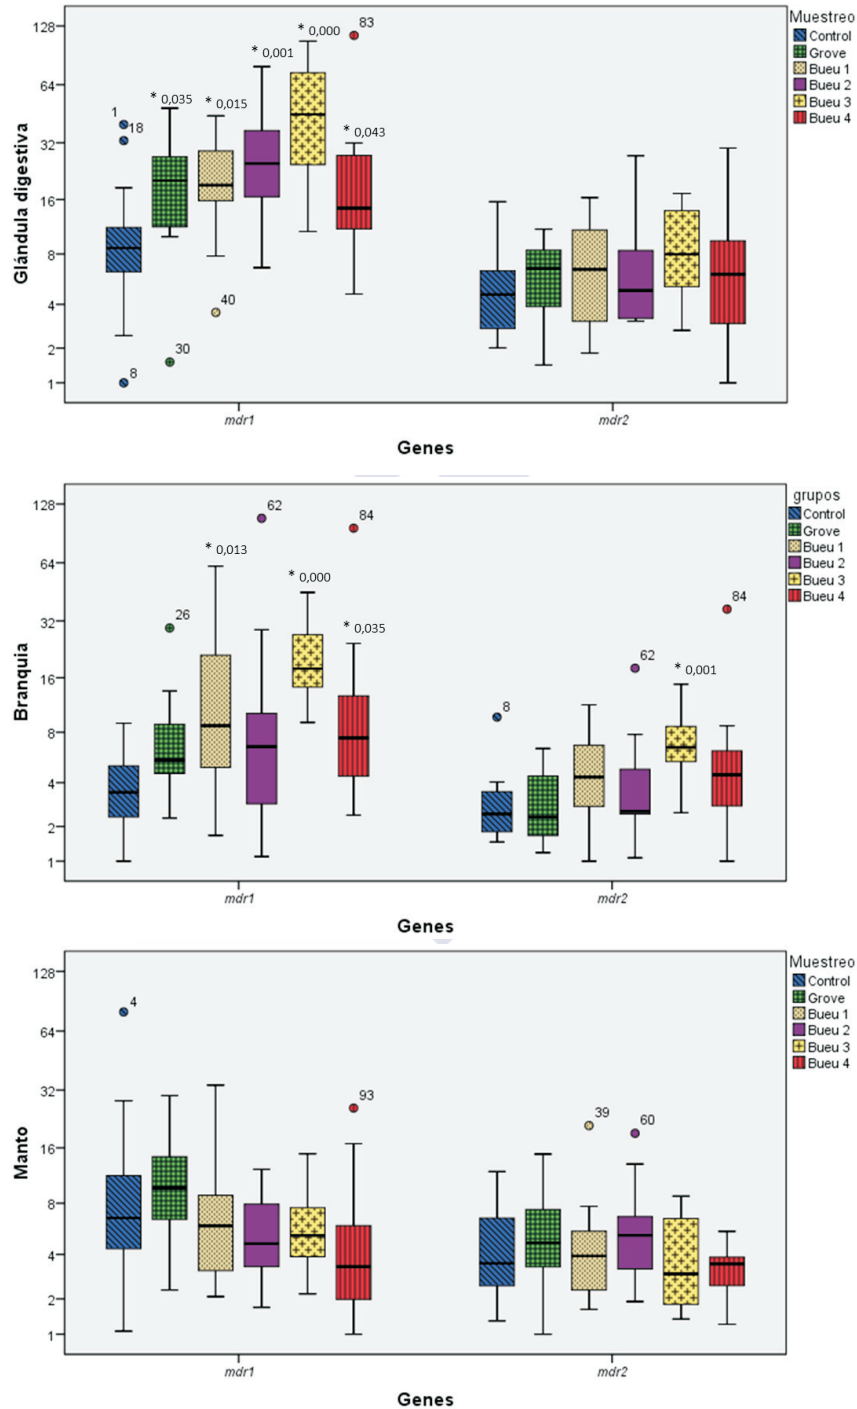 Muestreo
Control
Grove
Bueu 1
Bueu 2
Bueu 3
Bueu 4
Glándula digestiva
128
64
32
16
8
4
2
1
1
18
8
* 0,035
30
* 0,015
40
* 0,001
* 0,000
83
* 0,043
mdr1
mdr2
Genes
grupos
Control
Grove
Bueu 1
Bueu 2
Bueu 3
Bueu 4
Branquia
128
64
32
16
8
4
2
1
26
* 0,013
62
* 0,000
84
* 0,035
8
62
* 0,001
84
mdr1
mdr2
Genes
Muestreo
Control
Grove
Bueu 1
Bueu 2
Bueu 3
Bueu 4
Manto
128
64
32
16
8
4
2
1
4
93
39
60
mdr1
mdr2
Genes